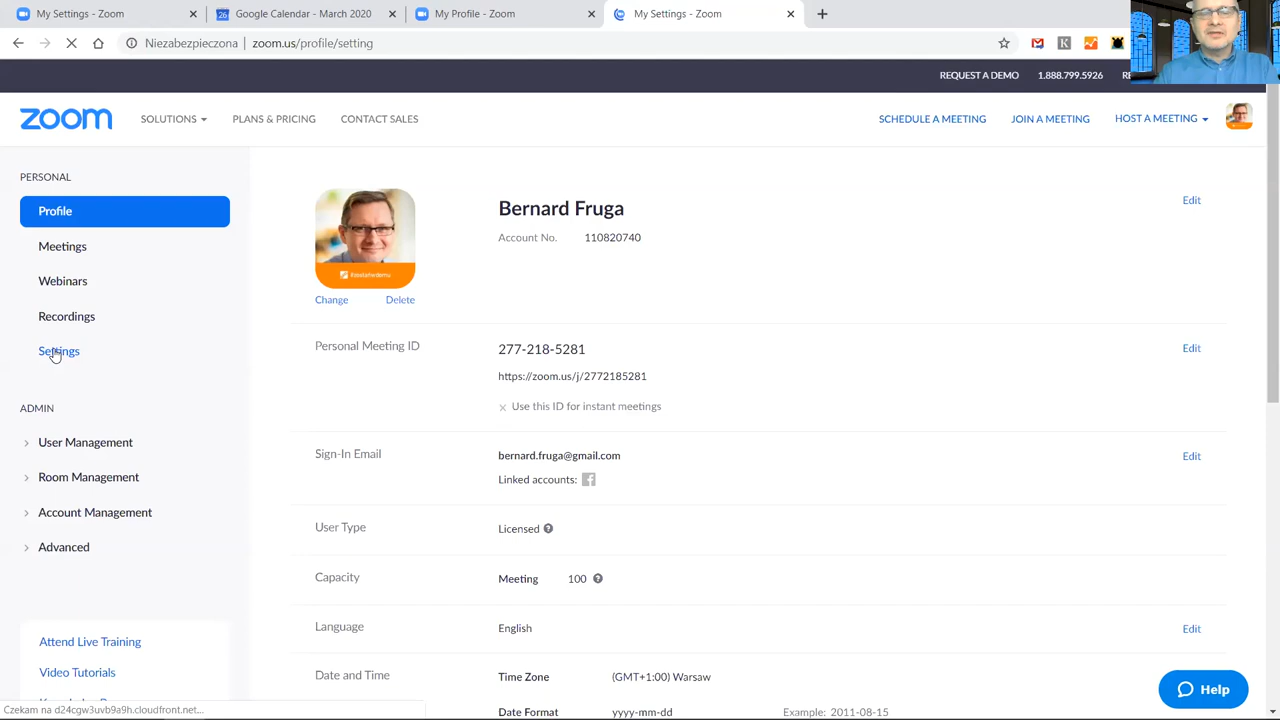 My Settings - Zoom
Google Calendar - March 2020
My Profile - Zoom
My Settings - Zoom
Niezabezpieczona | zoom.us/profile/setting
REQUEST A DEMO 1.888.799.5926
zoom SOLUTIONS PLANS & PRICING CONTACT SALES SCHEDULE A MEETING JOIN A MEETING HOST A MEETING
PERSONAL
Profile
Meetings
Webinars
Recordings
Settings
ADMIN
User Management
Room Management
Account Management
Advanced
Attend Live Training
Video Tutorials
Czekam na d24cgw3uvb9a9h.cloudfront.net...
Bernard Fruga Edit
Account No. 110820740
Change Delete
Personal Meeting ID 277-218-5281 Edit
https://zoom.us/j/2772185281
Use this ID for instant meetings
Sign-In Email bernard.fruga@gmail.com Edit
Linked accounts:
User Type Licensed
Capacity Meeting 100
Language English Edit
Date and Time Time Zone (GMT+1:00) Warsaw
Date Format yyyy-mm-dd Example: 2011-08-15
Help